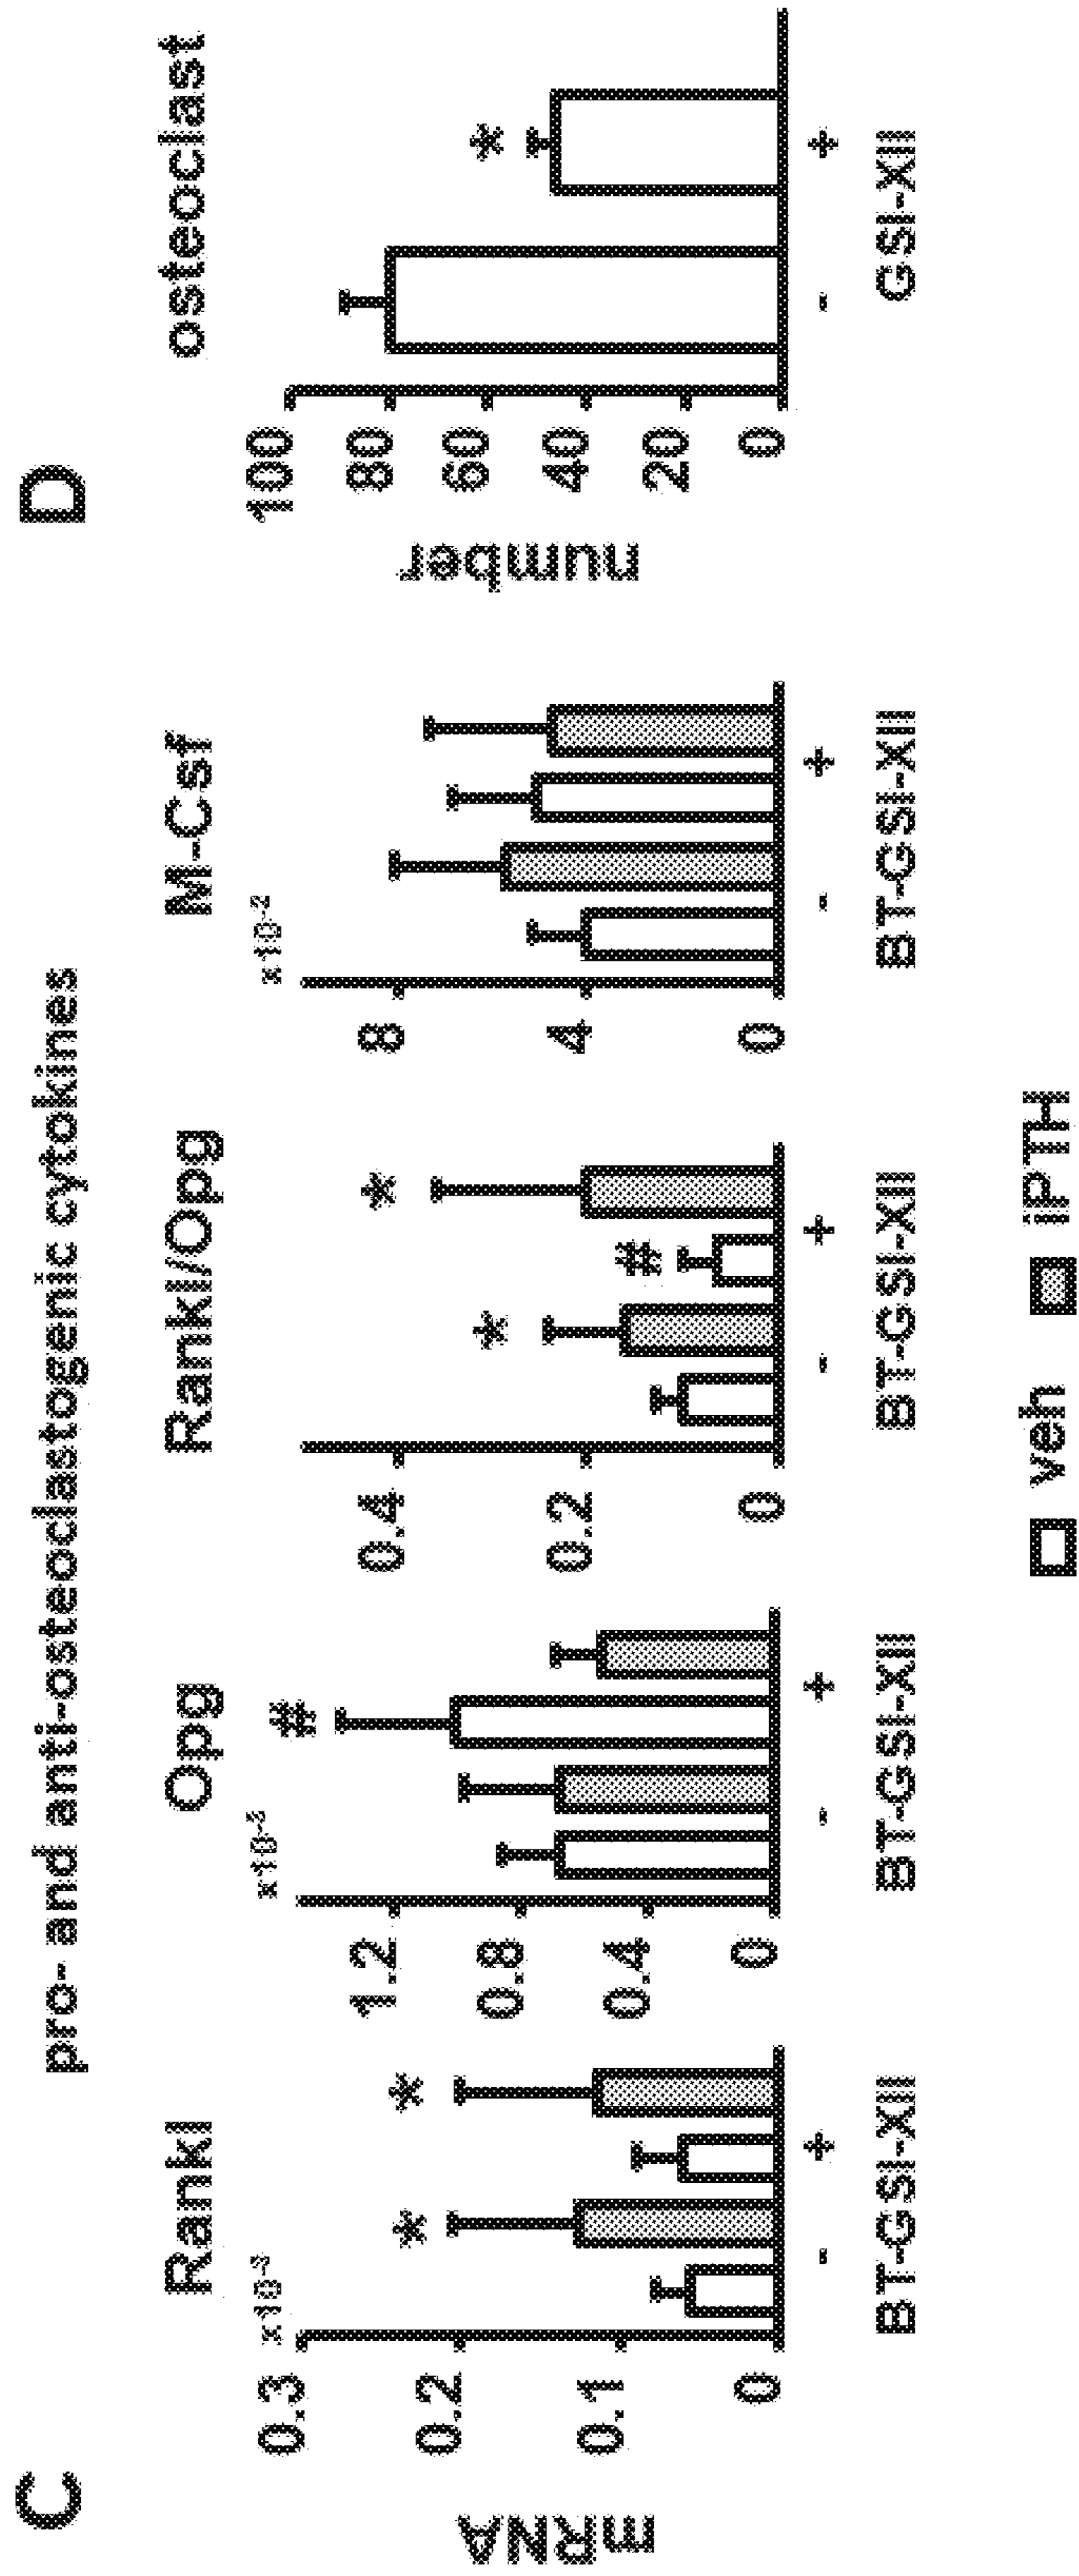 C
pro- and anti-osteoclastogenic cytokines
Rankl
x10⁻³
mRNA
0.3
0.2
0.1
0
- +
BT-GSI-XII
Opg
1.2
0.8
0.4
0
- +
BT-GSI-XII
#
Rankl/Opg
0.4
0.2
0
- +
BT-GSI-XII
* * #
M-Csf
x10⁻²
8
4
0
- +
BT-GSI-XII
veh iPTH
D
osteoclast
number
100
80
60
40
20
0
*
- +
GSI-XII